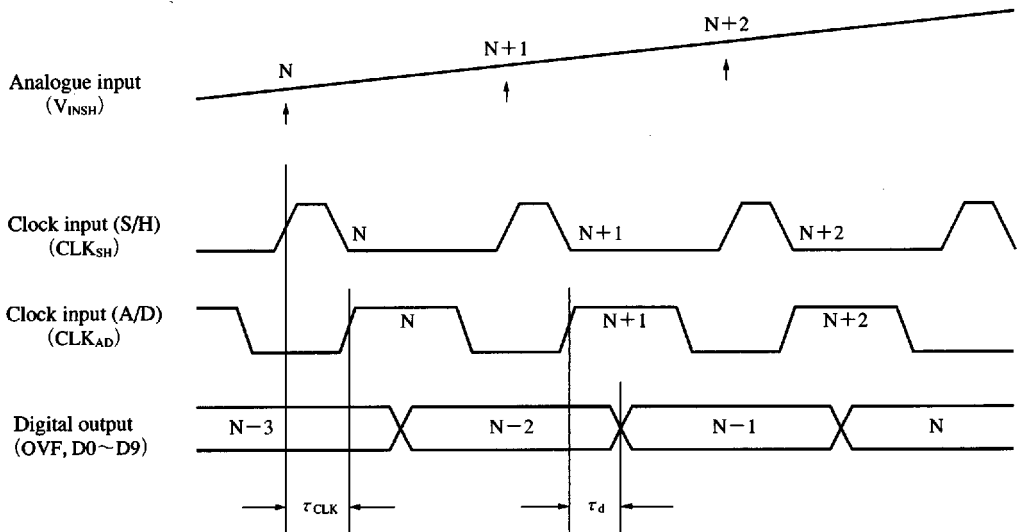 N
N+1
N+2
Analogue input
(V_INSH)
Clock input (S/H)
(CLK_SH)
N
N+1
N+2
Clock input (A/D)
(CLK_AD)
N
N+1
N+2
Digital output
(OVF, D0~D9)
N−3
N−2
N−1
N
τ_CLK
τ_d